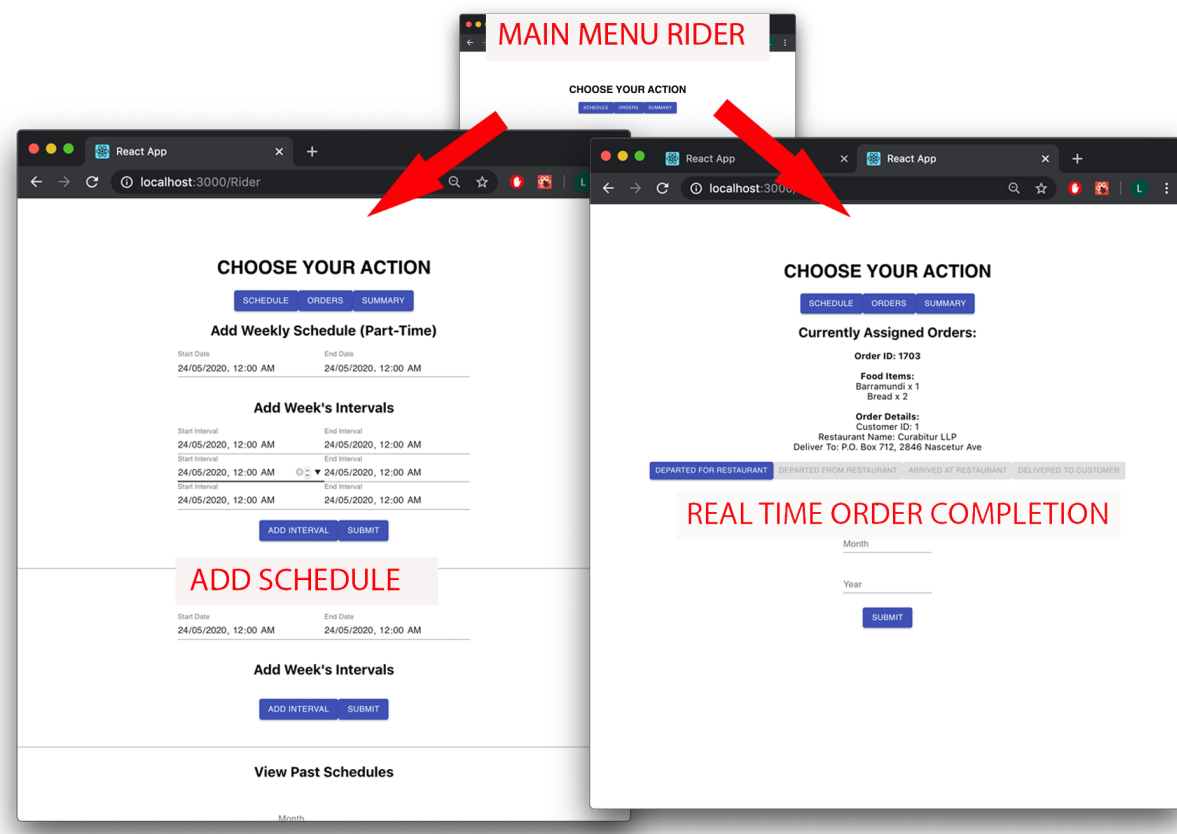 MAIN MENU RIDER
CHOOSE YOUR ACTION
SCHEDULE ORDERS SUMMARY
React App
localhost:3000/Rider
L
CHOOSE YOUR ACTION
SCHEDULE ORDERS SUMMARY
Add Weekly Schedule (Part-Time)
Start Date End Date
24/05/2020, 12:00 AM 24/05/2020, 12:00 AM
Add Week's Intervals
Start Interval End Interval
24/05/2020, 12:00 AM 24/05/2020, 12:00 AM
Start Interval End Interval
24/05/2020, 12:00 AM 24/05/2020, 12:00 AM
Start Interval End Interval
24/05/2020, 12:00 AM 24/05/2020, 12:00 AM
ADD INTERVAL SUBMIT
ADD SCHEDULE
Start Date End Date
24/05/2020, 12:00 AM 24/05/2020, 12:00 AM
Add Week's Intervals
ADD INTERVAL SUBMIT
View Past Schedules
Month
React App React App
localhost:3000/
L
CHOOSE YOUR ACTION
SCHEDULE ORDERS SUMMARY
Currently Assigned Orders:
Order ID: 1703
Food Items:
Barramundi x 1
Bread x 2
Order Details:
Customer ID: 1
Restaurant Name: Curabitur LLP
Deliver To: P.O. Box 712, 2846 Nascetur Ave
DEPARTED FOR RESTAURANT DEPARTED FROM RESTAURANT ARRIVED AT RESTAURANT DELIVERED TO CUSTOMER
REAL TIME ORDER COMPLETION
Month
Year
SUBMIT